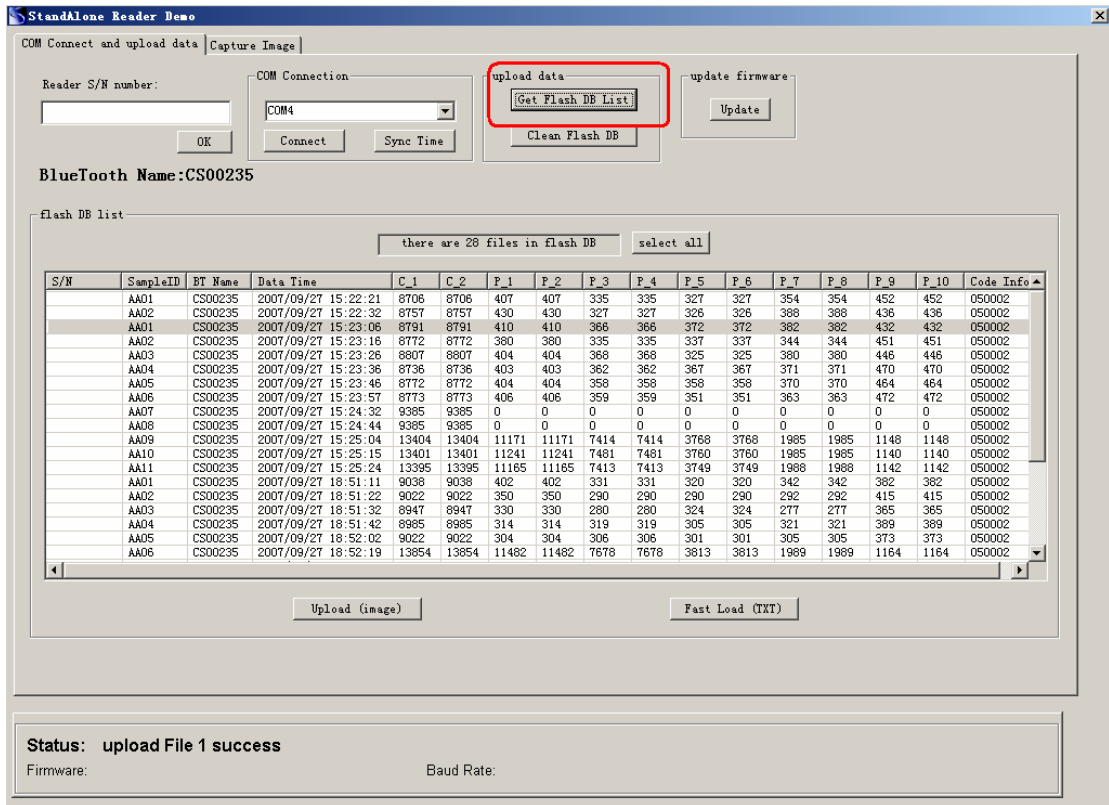 StandAlone Reader Demo
COM Connect and upload data Capture Image
Reader S/N number:
OK
COM Connection
COM4
Connect Sync Time
upload data
Get Flash DB List
Clean Flash DB
update firmware
Update
BlueTooth Name:CS00235
flash DB list
there are 28 files in flash DB select all
S/N SampleID BT Name Data Time C_1 C_2 P_1 P_2 P_3 P_4 P_5 P_6 P_7 P_8 P_9 P_10 Code Info
AA01 CS00235 2007/09/27 15:22:21 8706 8706 407 407 335 335 327 327 354 354 452 452 050002
AA02 CS00235 2007/09/27 15:22:32 8757 8757 430 430 327 327 326 326 388 388 436 436 050002
AA01 CS00235 2007/09/27 15:23:06 8791 8791 410 410 366 366 372 372 382 382 432 432 050002
AA02 CS00235 2007/09/27 15:23:16 8772 8772 380 380 335 335 337 337 344 344 451 451 050002
AA03 CS00235 2007/09/27 15:23:26 8807 8807 404 404 368 368 325 325 380 380 446 446 050002
AA04 CS00235 2007/09/27 15:23:36 8736 8736 403 403 362 362 367 367 371 371 470 470 050002
AA05 CS00235 2007/09/27 15:23:46 8772 8772 404 404 358 358 358 358 370 370 464 464 050002
AA06 CS00235 2007/09/27 15:23:57 8773 8773 406 406 359 359 351 351 363 363 472 472 050002
AA07 CS00235 2007/09/27 15:24:32 9385 9385 0 0 0 0 0 0 0 0 0 0 050002
AA08 CS00235 2007/09/27 15:24:44 9385 9385 0 0 0 0 0 0 0 0 0 0 050002
AA09 CS00235 2007/09/27 15:25:04 13404 13404 11171 11171 7414 7414 3768 3768 1985 1985 1148 1148 050002
AA10 CS00235 2007/09/27 15:25:15 13401 13401 11241 11241 7481 7481 3760 3760 1985 1985 1140 1140 050002
AA11 CS00235 2007/09/27 15:25:24 13395 13395 11165 11165 7413 7413 3749 3749 1988 1988 1142 1142 050002
AA01 CS00235 2007/09/27 18:51:11 9038 9038 402 402 331 331 320 320 342 342 382 382 050002
AA02 CS00235 2007/09/27 18:51:22 9022 9022 350 350 290 290 290 290 292 292 415 415 050002
AA03 CS00235 2007/09/27 18:51:32 8947 8947 330 330 280 280 324 324 277 277 365 365 050002
AA04 CS00235 2007/09/27 18:51:42 8985 8985 314 314 319 319 305 305 321 321 389 389 050002
AA05 CS00235 2007/09/27 18:52:02 9022 9022 304 304 306 306 301 301 305 305 373 373 050002
AA06 CS00235 2007/09/27 18:52:19 13854 13854 11482 11482 7678 7678 3813 3813 1989 1989 1164 1164 050002
Upload (image) Fast Load (TXT)
Status: upload File 1 success
Firmware: Baud Rate: